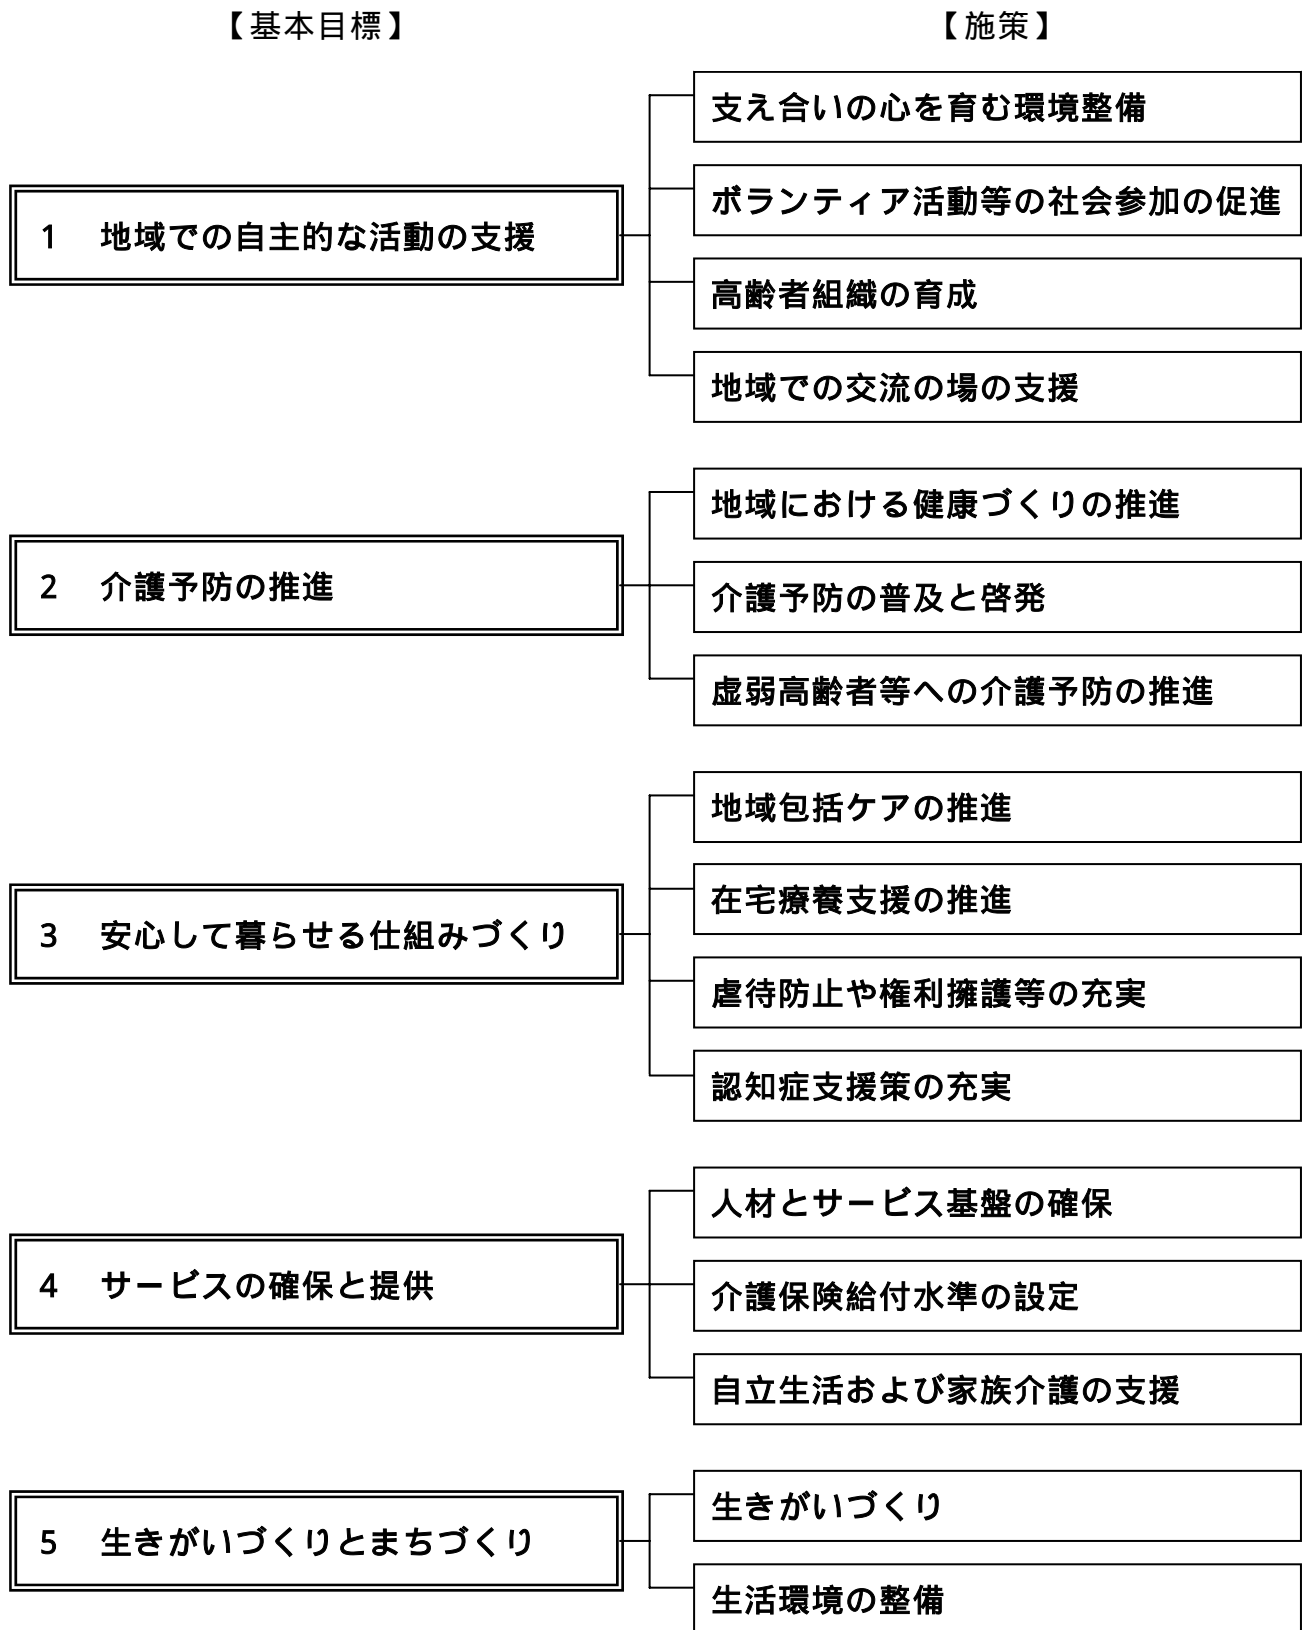 【基本目標】
【施策】
1 地域での自主的な活動の支援
支え合いの心を育む環境整備
ボランティア活動等の社会参加の促進
高齢者組織の育成
地域での交流の場の支援
2 介護予防の推進
地域における健康づくりの推進
介護予防の普及と啓発
虚弱高齢者等への介護予防の推進
3 安心して暮らせる仕組みづくり
地域包括ケアの推進
在宅療養支援の推進
虐待防止や権利擁護等の充実
認知症支援策の充実
4 サービスの確保と提供
人材とサービス基盤の確保
介護保険給付水準の設定
自立生活および家族介護の支援
5 生きがいづくりとまちづくり
生きがいづくり
生活環境の整備